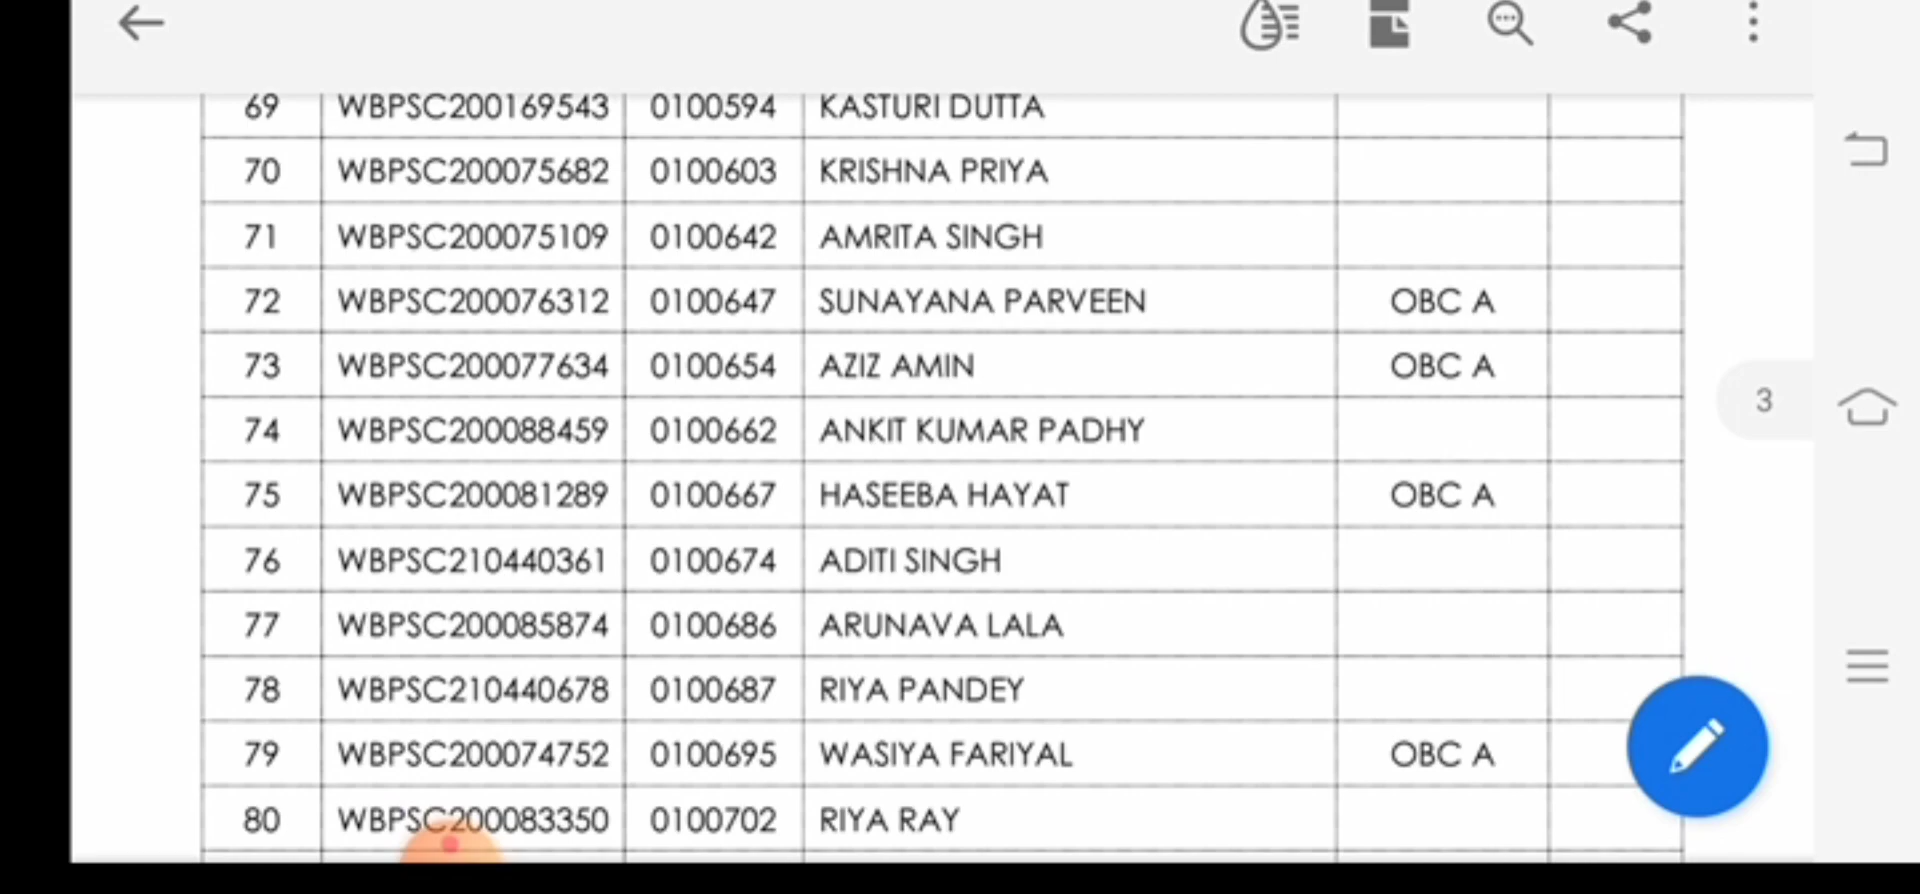 69 WBPSC200169543 0100594 KASTURI DUTTA
70 WBPSC200075682 0100603 KRISHNA PRIYA
71 WBPSC200075109 0100642 AMRITA SINGH
72 WBPSC200076312 0100647 SUNAYANA PARVEEN OBC A
73 WBPSC200077634 0100654 AZIZ AMIN OBC A
74 WBPSC200088459 0100662 ANKIT KUMAR PADHY
3
75 WBPSC200081289 0100667 HASEEBA HAYAT OBC A
76 WBPSC210440361 0100674 ADITI SINGH
77 WBPSC200085874 0100686 ARUNAVA LALA
78 WBPSC210440678 0100687 RIYA PANDEY
79 WBPSC200074752 0100695 WASIYA FARIYAL OBC A
80 WBPSC200083350 0100702 RIYA RAY